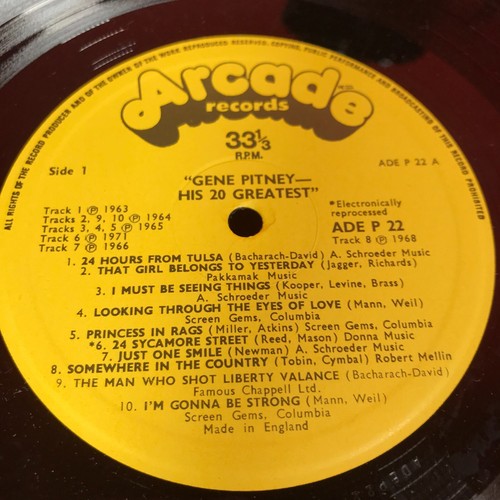 ALL RIGHTS OF THE RECORD PRODUCER AND OF THE OWNER OF THE WORK REPRODUCED RESERVED. COPYING, PUBLIC PERFORMANCE AND BROADCASTING OF THIS RECORD PROHIBITED
Arcade
records
33 1/3
R.P.M.
Side 1
ADE P 22 A
"GENE PITNEY—
HIS 20 GREATEST"
Track 1 Ⓟ 1963
Tracks 2, 9, 10 Ⓟ 1964
Tracks 3, 4, 5 Ⓟ 1965
Track 6 Ⓟ 1971
Track 7 Ⓟ 1966
*Electronically
reprocessed
ADE P 22
Track 8 Ⓟ 1968
1. 24 HOURS FROM TULSA (Bacharach-David) A. Schroeder Music
2. THAT GIRL BELONGS TO YESTERDAY (Jagger, Richards)
Pakkamak Music
3. I MUST BE SEEING THINGS (Kooper, Levine, Brass)
A. Schroeder Music
4. LOOKING THROUGH THE EYES OF LOVE (Mann, Weil)
Screen Gems, Columbia
5. PRINCESS IN RAGS (Miller, Atkins) Screen Gems, Columbia
*6. 24 SYCAMORE STREET (Reed, Mason) Donna Music
7. JUST ONE SMILE (Newman) A. Schroeder Music
8. SOMEWHERE IN THE COUNTRY (Tobin, Cymbal) Robert Mellin
9. THE MAN WHO SHOT LIBERTY VALANCE (Bacharach-David)
Famous Chappell Ltd.
10. I'M GONNA BE STRONG (Mann, Weil)
Screen Gems, Columbia
Made in England